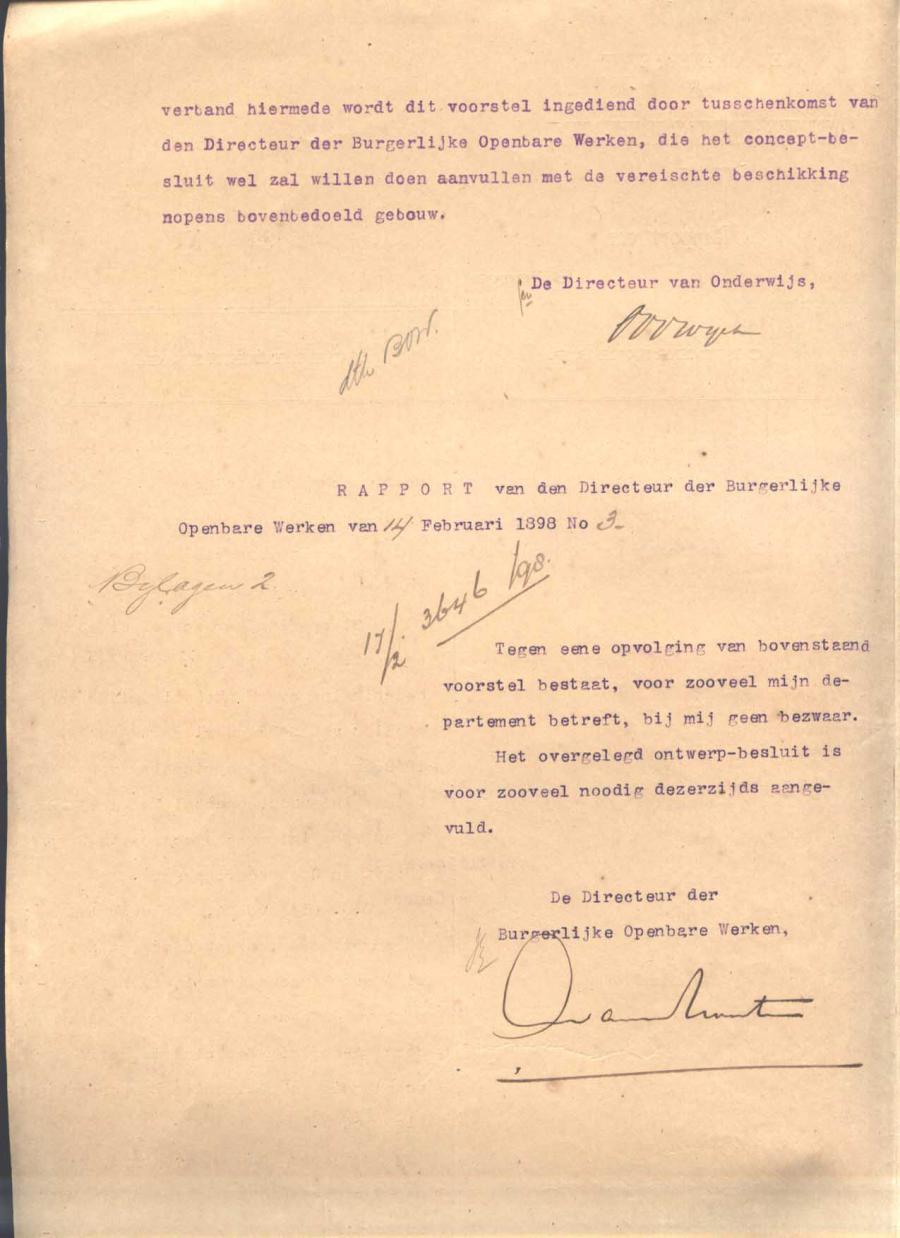 verband hiermede wordt dit voorstel ingediend door tusschenkomst van
den Directeur der Burgerlijke Openbare Werken, die het concept-be-
sluit wel zal willen doen aanvullen met de vereischte beschikking
nopens bovenbedoeld gebouw.
De Directeur van Onderwijs,
BOW.
RAPPORT van den Directeur der Burgerlijke
Openbare Werken van 14 Februari 1898 No 3-
Bylagen 2
17/2 3646/98.
Tegen eene opvolging van bovenstaand
voorstel bestaat, voor zooveel mijn de-
partement betreft, bij mij geen bezwaar.
Het overgelegd ontwerp-besluit is
voor zooveel noodig dezerzijds aange-
vuld.
De Directeur der
Burgerlijke Openbare Werken,